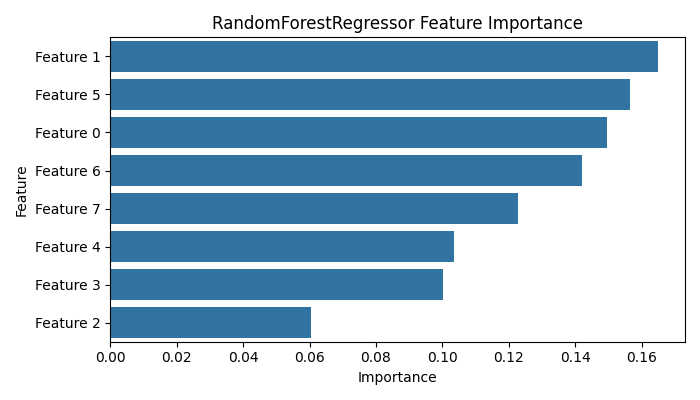 RandomForestRegressor Feature Importance
Feature 1
Feature 5
Feature 0
Feature 6
Feature 7
Feature 4
Feature 3
Feature 2
Feature
0.00 0.02 0.04 0.06 0.08 0.10 0.12 0.14 0.16
Importance